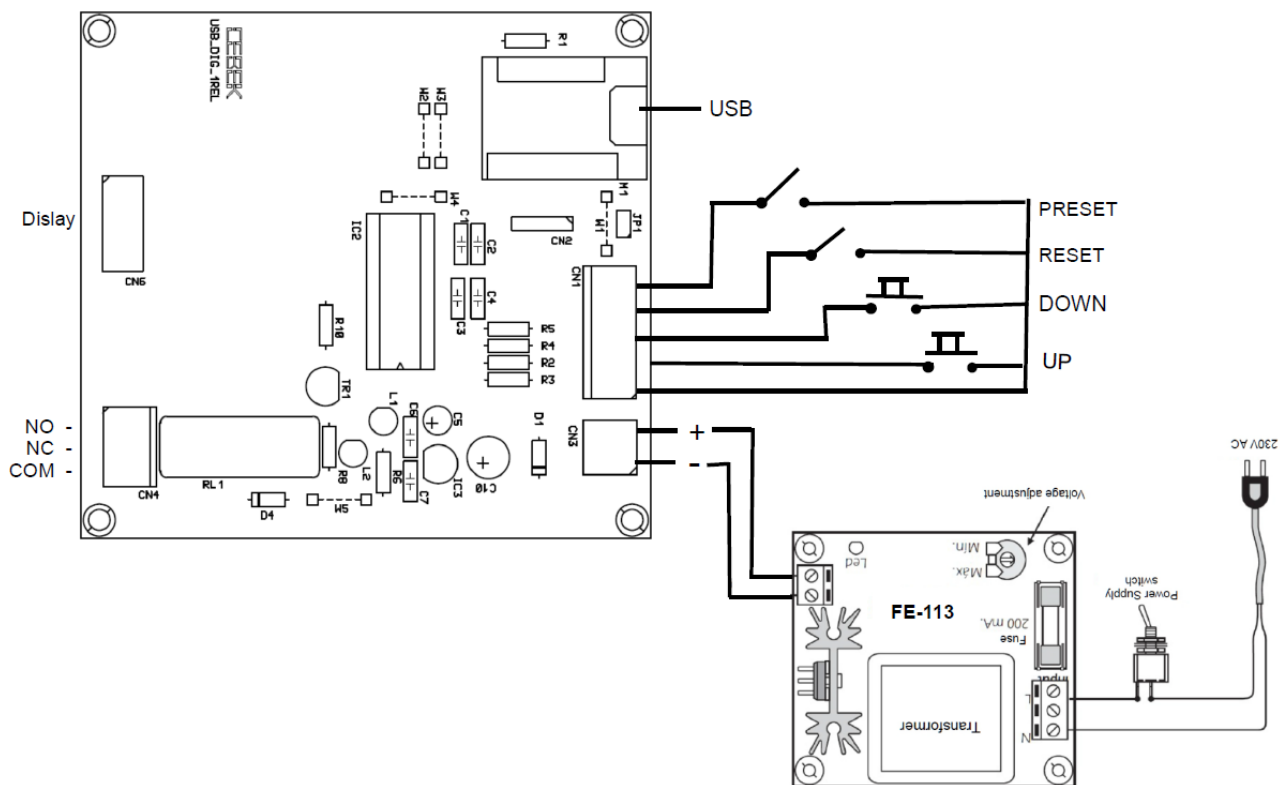 CEBEK
USB_DIG_1REL
R1
USB
W2
W3
M1
W4
IC2
C1
C2
CN2
W1
JP1
CN1
PRESET
RESET
DOWN
UP
Dislay
CN6
C3
C4
R10
R5
R4
R2
R3
TR1
L1
C6
C5
D1
CN3
+
-
NO -
NC -
COM -
CN4
RL1
R8
L2
R6
C7
IC3
C10
D4
W5
230V AC
Voltage adjustment
Led
Mín.
Máx.
FE-113
Fuse
200 mA.
Power Supply
switch
Input
L
N
Transformer